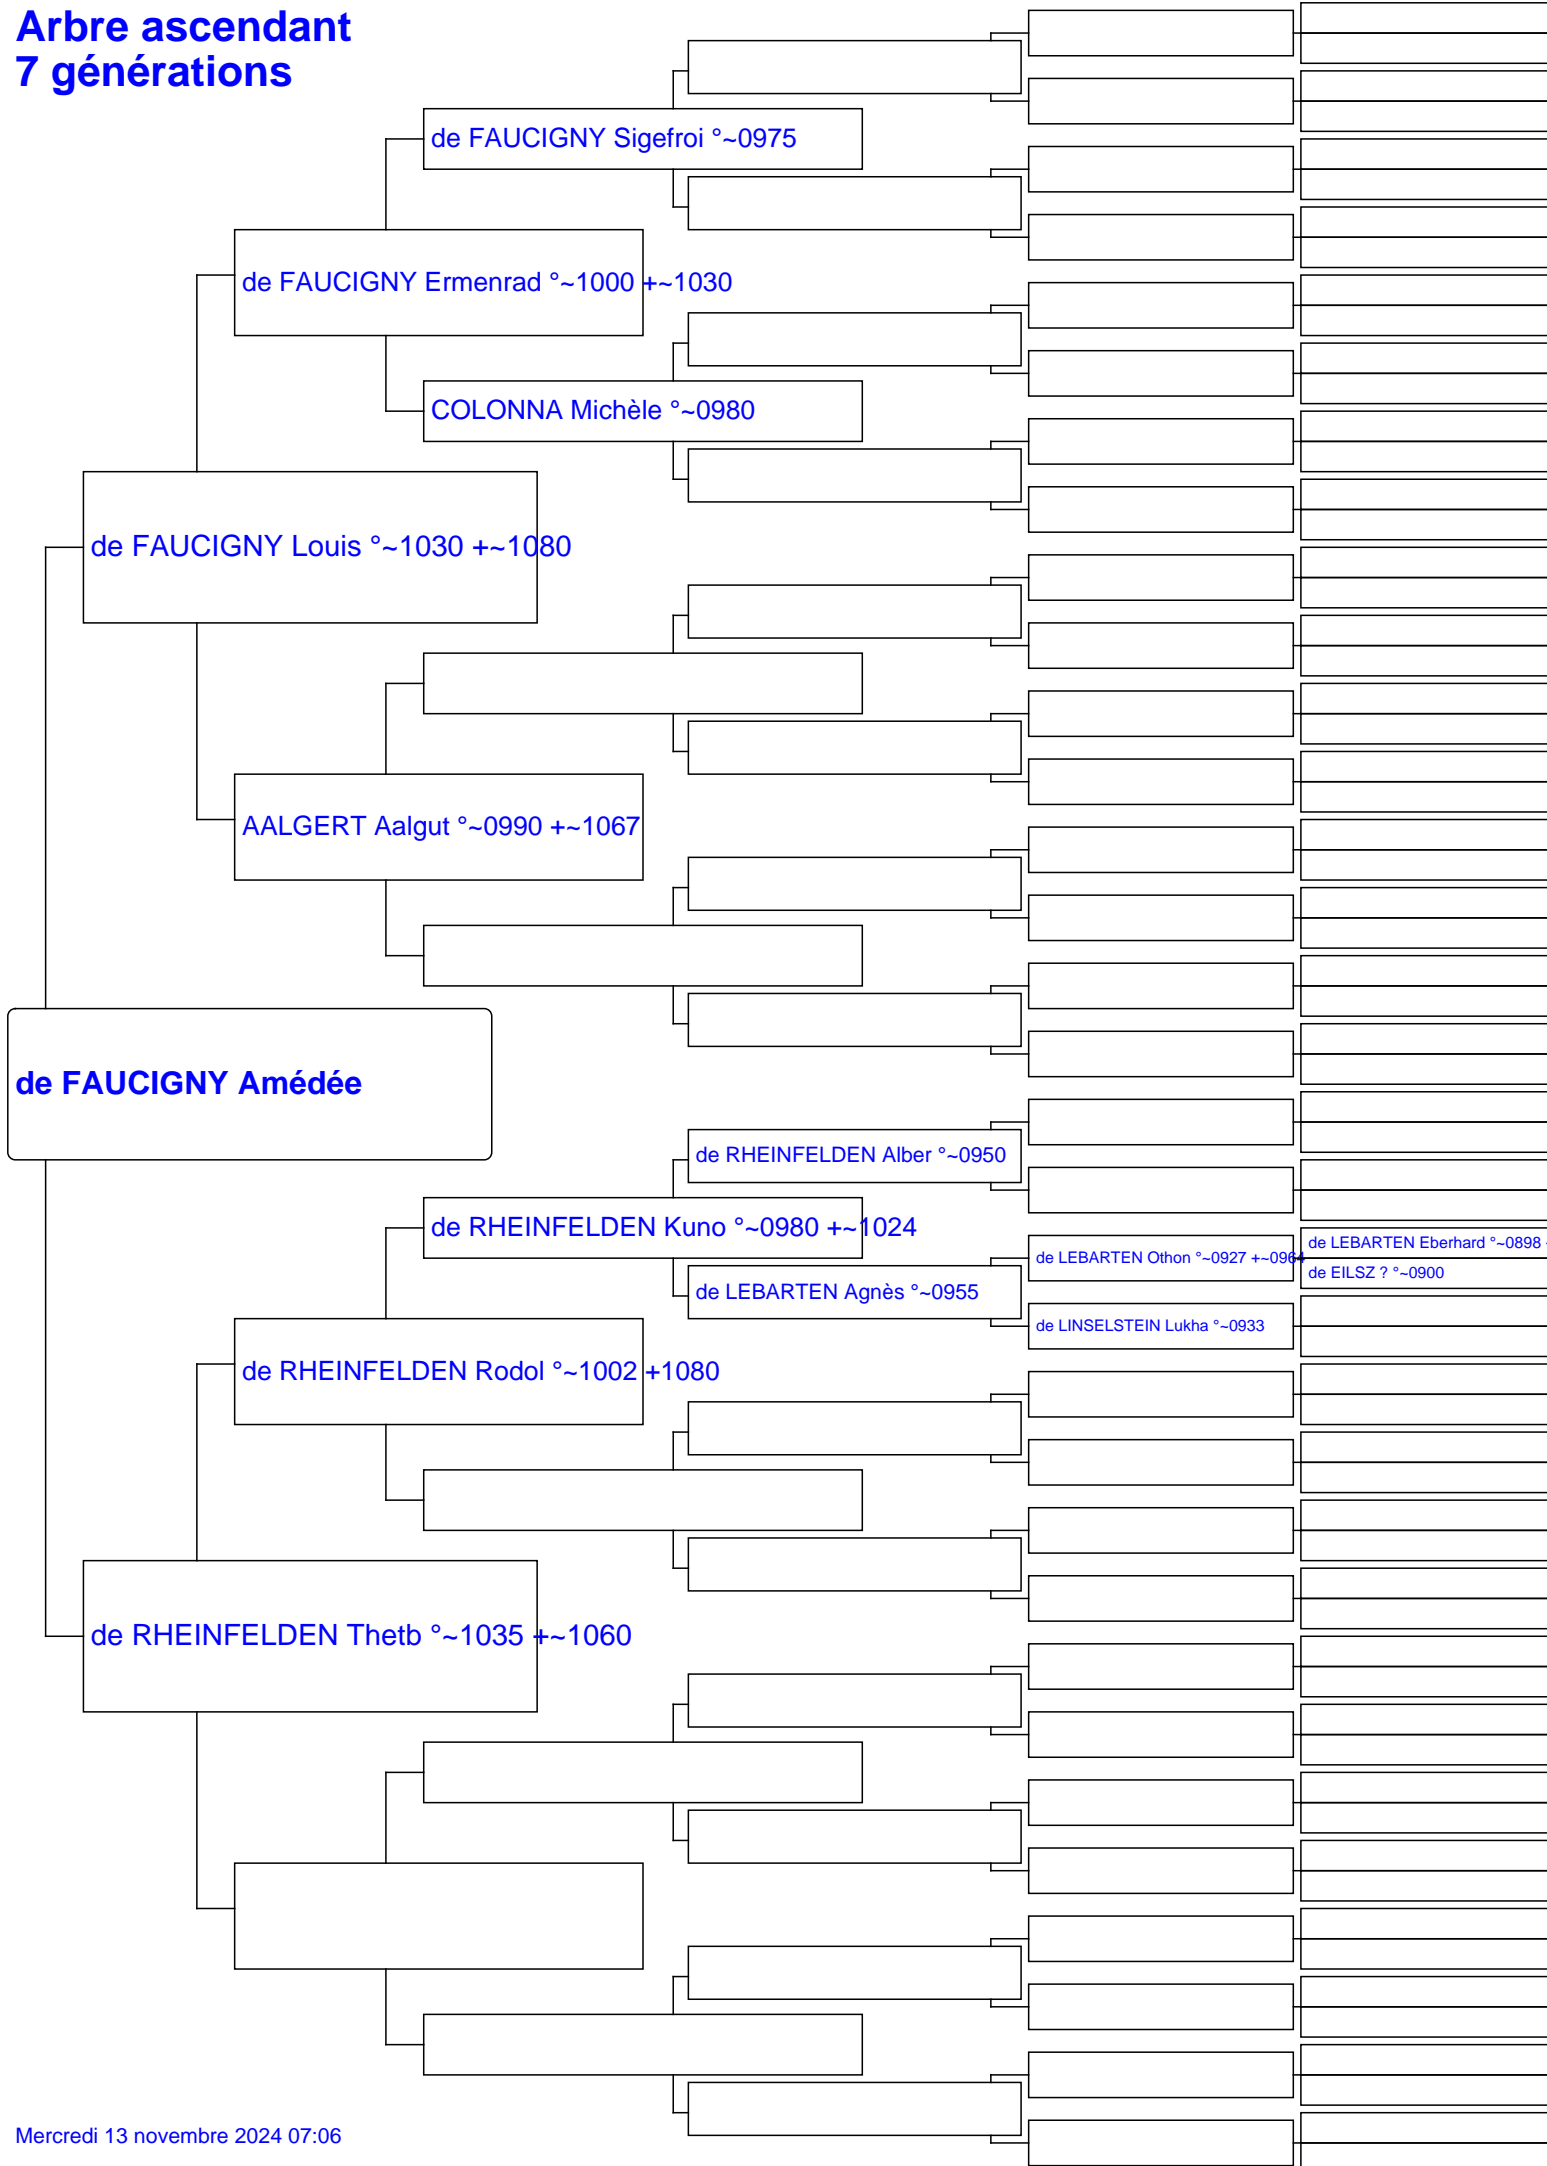 Arbre ascendant
7 générations
de FAUCIGNY Sigefroi °~0975
de FAUCIGNY Ermenrad °~1000 +~1030
COLONNA Michèle °~0980
de FAUCIGNY Louis °~1030 +~1080
AALGERT Aalgut °~0990 +~1067
de FAUCIGNY Amédée
de RHEINFELDEN Alber °~0950
de RHEINFELDEN Kuno °~0980 +~1024
de LEBARTEN Eberhard °~0898
de LEBARTEN Othon °~0927 +~0964
de EILSZ ? °~0900
de LEBARTEN Agnès °~0955
de LINSELSTEIN Lukha °~0933
de RHEINFELDEN Rodol °~1002 +1080
de RHEINFELDEN Thetb °~1035 +~1060
Mercredi 13 novembre 2024 07:06